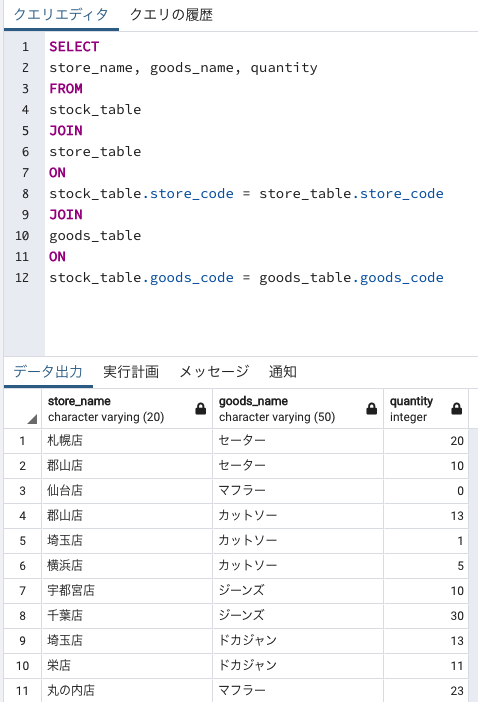 クエリエディタ クエリの履歴
1 SELECT
2 store_name, goods_name, quantity
3 FROM
4 stock_table
5 JOIN
6 store_table
7 ON
8 stock_table.store_code = store_table.store_code
9 JOIN
10 goods_table
11 ON
12 stock_table.goods_code = goods_table.goods_code
データ出力 実行計画 メッセージ 通知
store_name goods_name quantity
character varying (20) character varying (50) integer
1 札幌店 セーター 20
2 郡山店 セーター 10
3 仙台店 マフラー 0
4 郡山店 カットソー 13
5 埼玉店 カットソー 1
6 横浜店 カットソー 5
7 宇都宮店 ジーンズ 10
8 千葉店 ジーンズ 30
9 埼玉店 ドカジャン 13
10 栄店 ドカジャン 11
11 丸の内店 マフラー 23